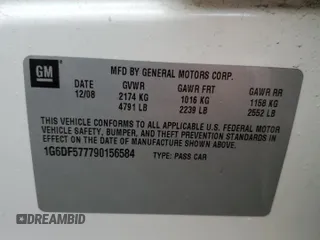 GM
MFD BY GENERAL MOTORS CORP.
DATE GVWR GAWR FRT GAWR RR
12/08 2174 KG 1016 KG 1158 KG
4791 LB 2239 LB 2552 LB
THIS VEHICLE CONFORMS TO ALL APPLICABLE U.S. FEDERAL MOTOR
VEHICLE SAFETY, BUMPER, AND THEFT PREVENTION STANDARDS
IN EFFECT ON THE DATE OF MANUFACTURE SHOWN ABOVE.
1G6DF577790156584 TYPE: PASS CAR
BIDINFO